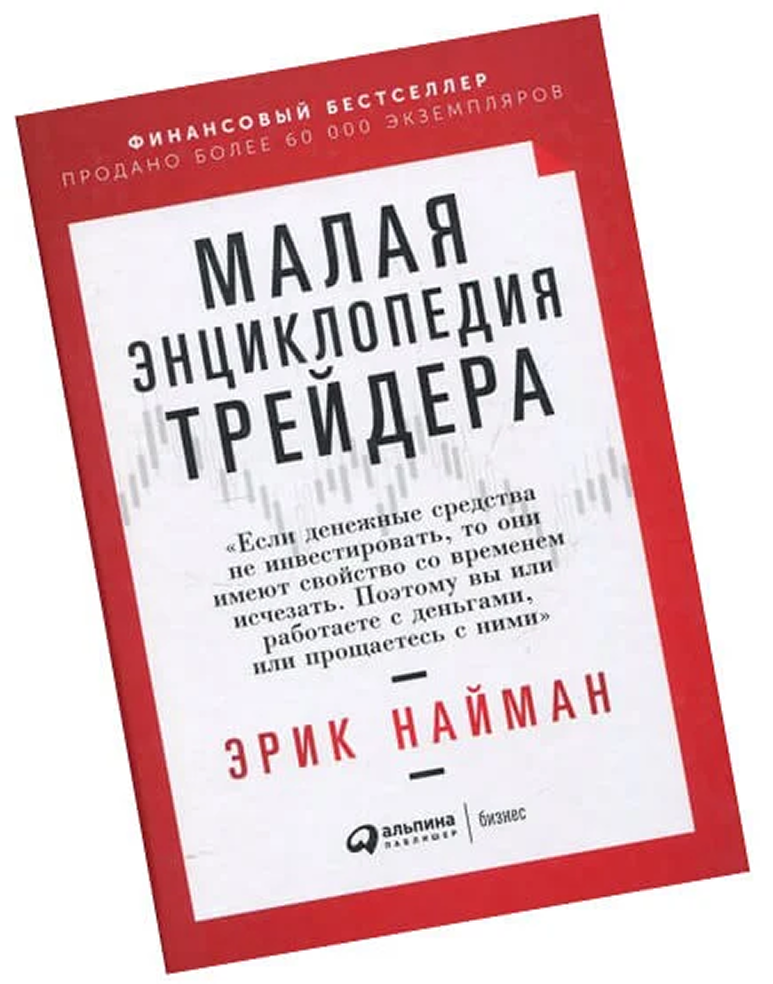 ФИНАНСОВЫЙ БЕСТСЕЛЛЕР
ПРОДАНО БОЛЕЕ 60 000 ЭКЗЕМПЛЯРОВ
МАЛАЯ
ЭНЦИКЛОПЕДИЯ
ТРЕЙДЕРА
«Если денежные средства
не инвестировать, то они
имеют свойство со временем
исчезать. Поэтому вы или
работаете с деньгами,
или прощаетесь с ними»
ЭРИК НАЙМАН
альпина
ПАБЛИШЕР
бизнес